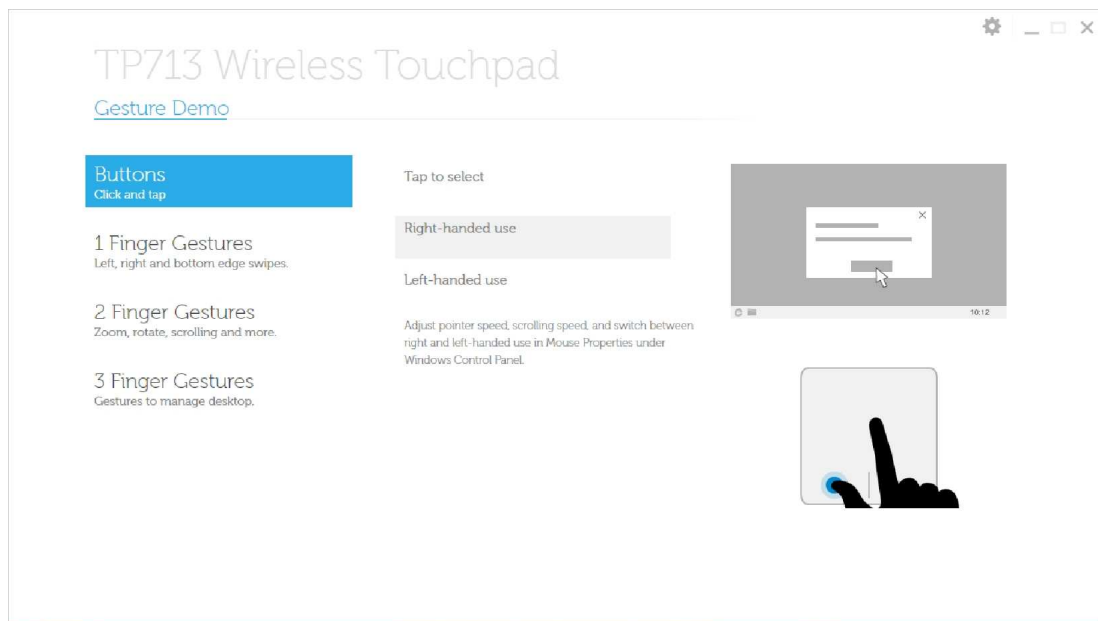 TP713 Wireless Touchpad
Gesture Demo
Buttons
Click and tap
1 Finger Gestures
Left, right and bottom edge swipes.
2 Finger Gestures
Zoom, rotate, scrolling and more.
3 Finger Gestures
Gestures to manage desktop.
Tap to select
Right-handed use
Left-handed use
Adjust pointer speed, scrolling speed, and switch between
right and left-handed use in Mouse Properties under
Windows Control Panel.
10:12